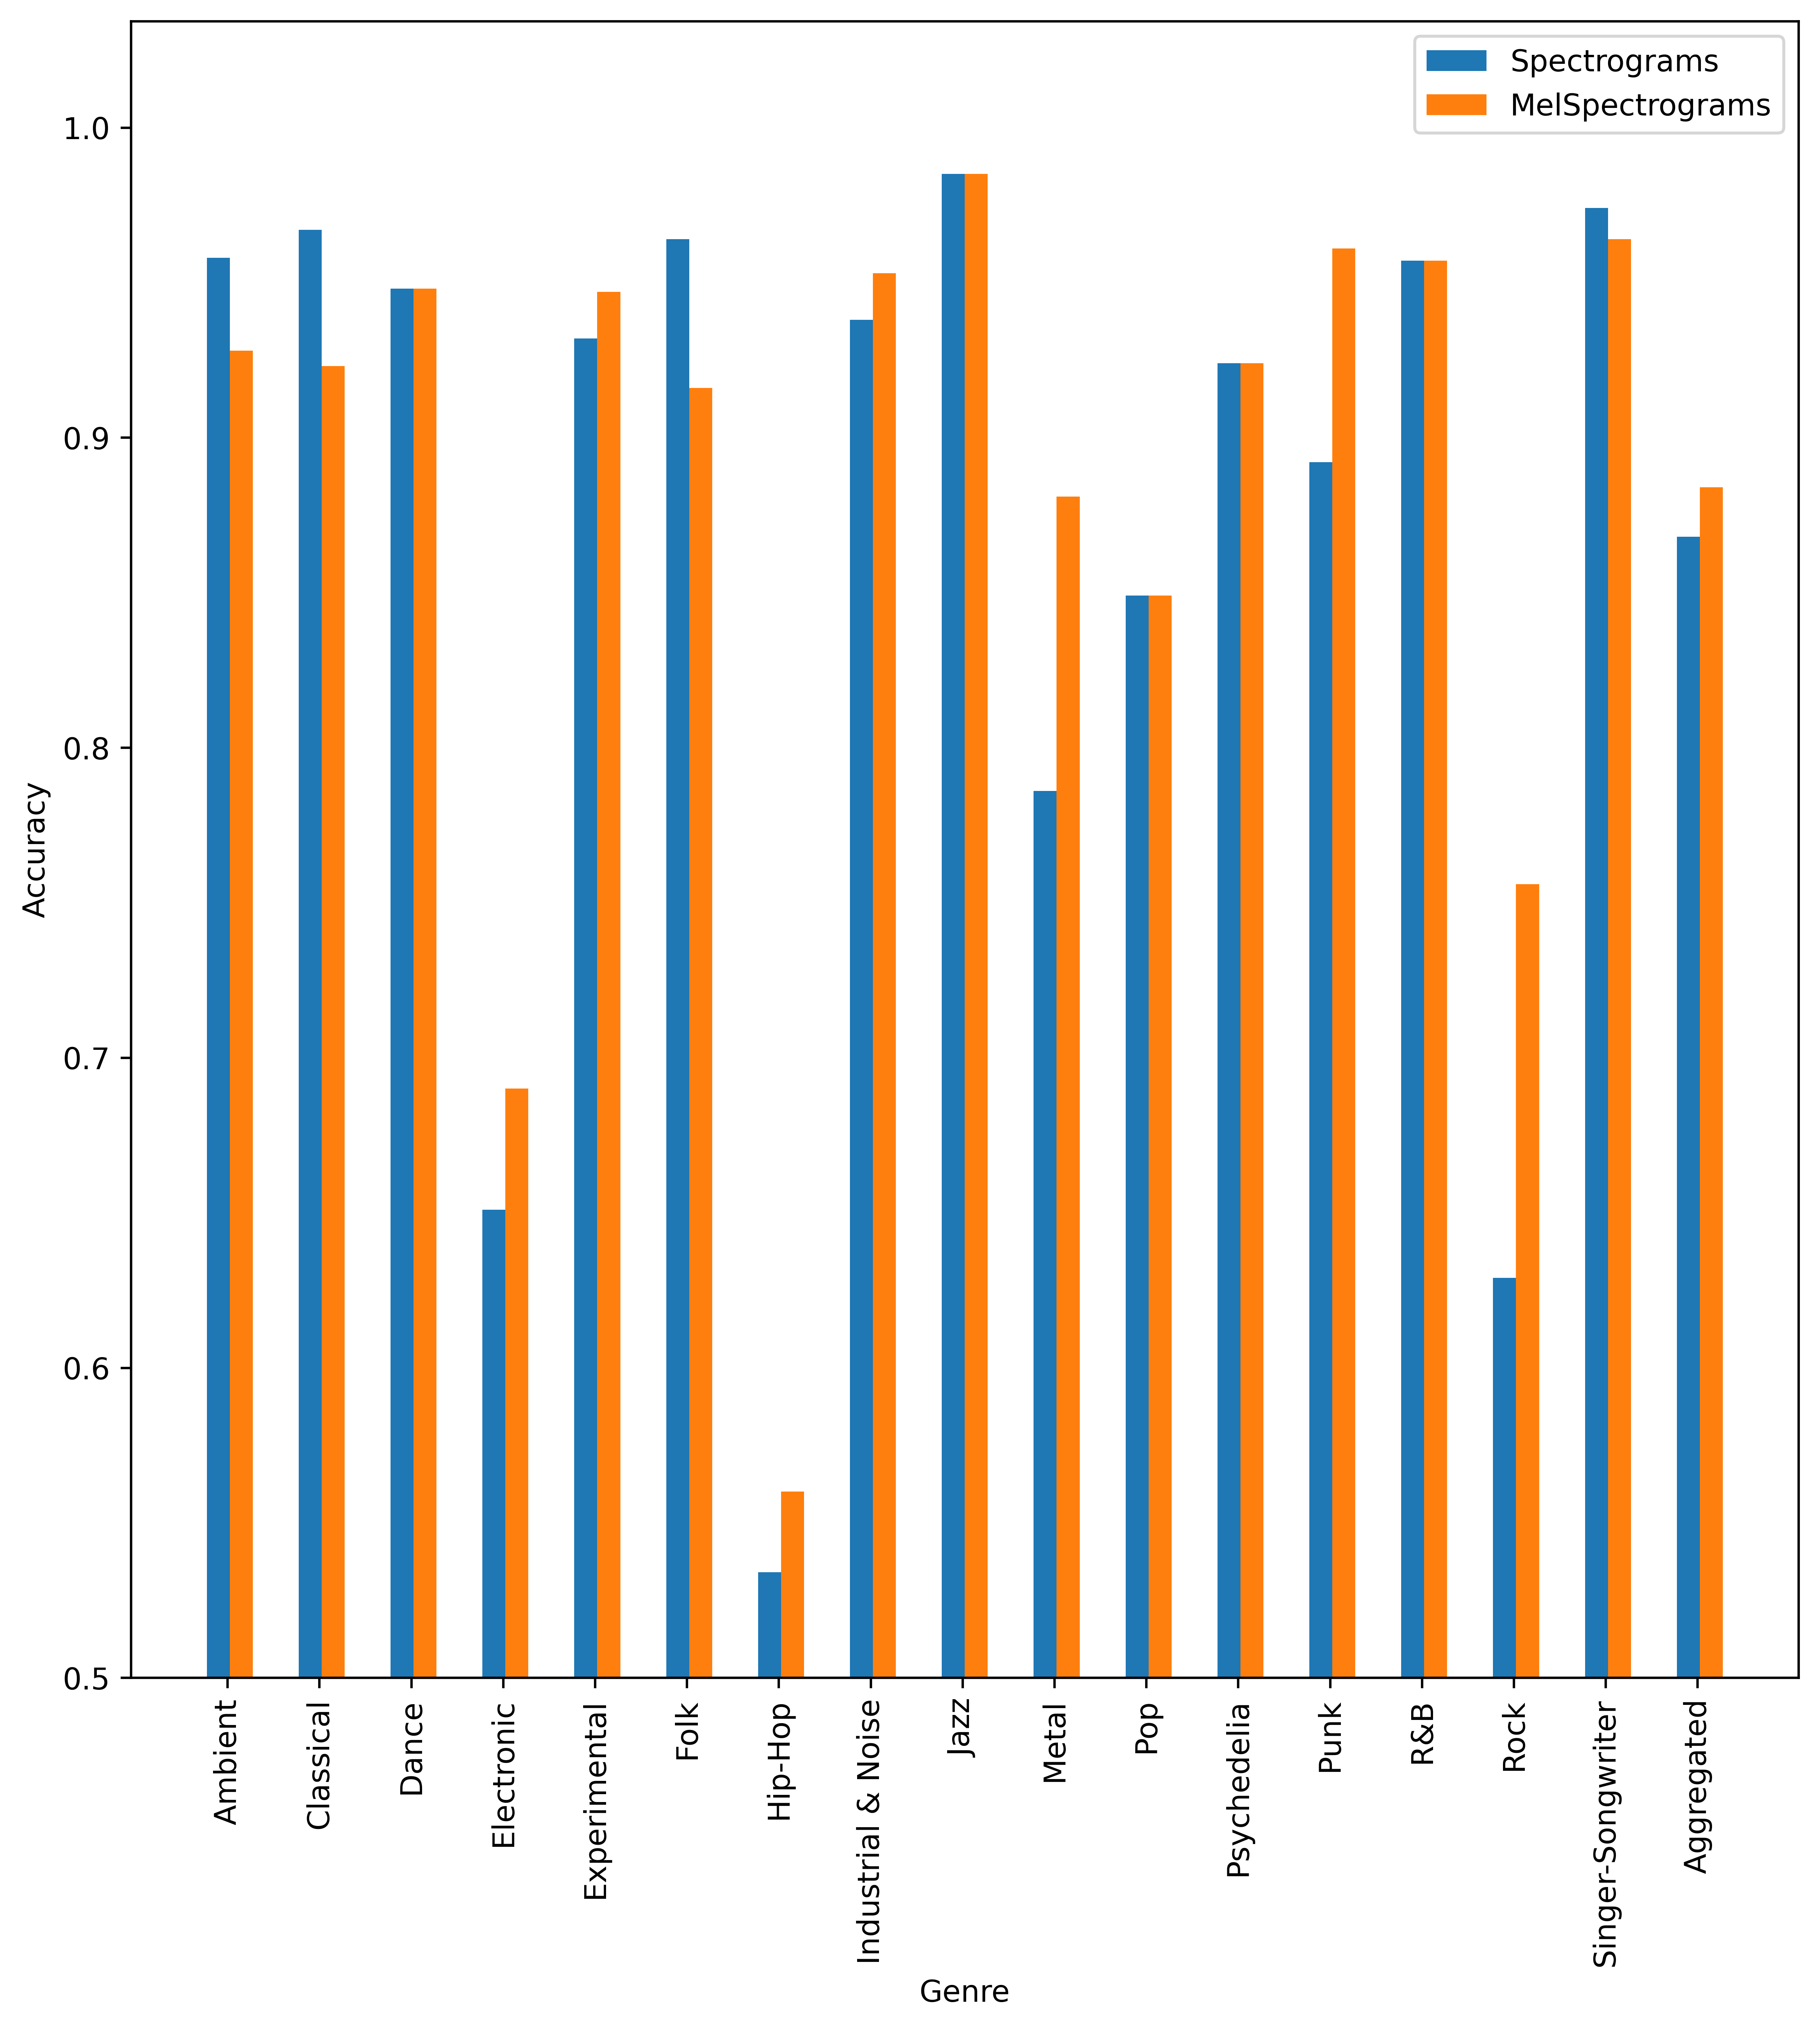 Spectrograms
MelSpectrograms
1.0
0.9
0.8
0.7
0.6
0.5
Accuracy
Ambient
Classical
Dance
Electronic
Experimental
Folk
Hip-Hop
Industrial & Noise
Jazz
Metal
Pop
Psychedelia
Punk
R&B
Rock
Singer-Songwriter
Aggregated
Genre